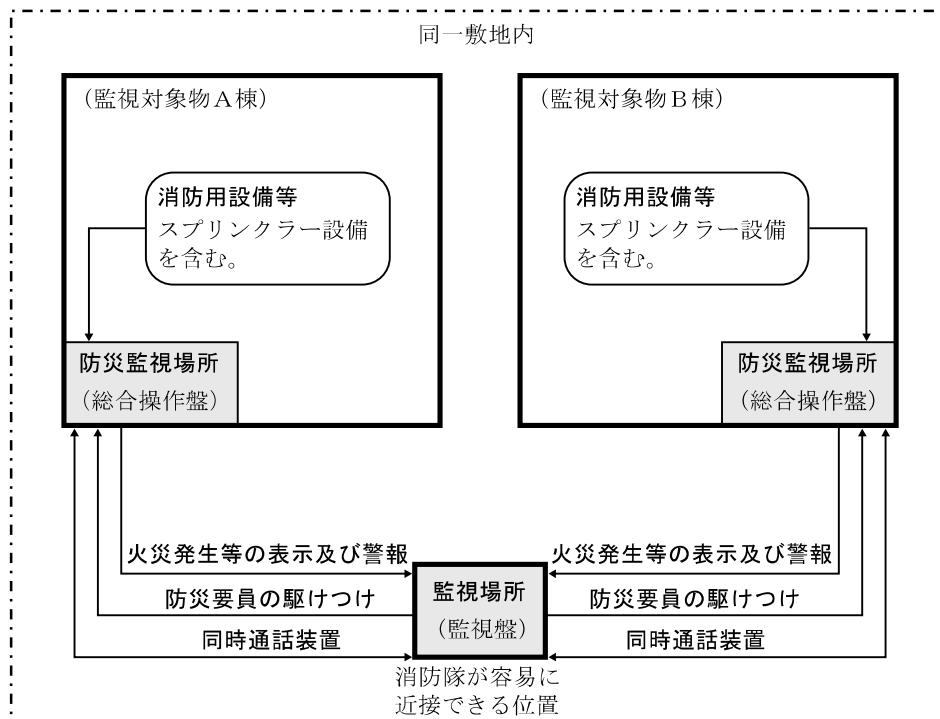 同一敷地内
（監視対象物Ａ棟）
消防用設備等
スプリンクラー設備
を含む。
防災監視場所
（総合操作盤）
（監視対象物Ｂ棟）
消防用設備等
スプリンクラー設備
を含む。
防災監視場所
（総合操作盤）
火災発生等の表示及び警報
防災要員の駆けつけ
同時通話装置
監視場所
（監視盤）
火災発生等の表示及び警報
防災要員の駆けつけ
同時通話装置
消防隊が容易に
近接できる位置